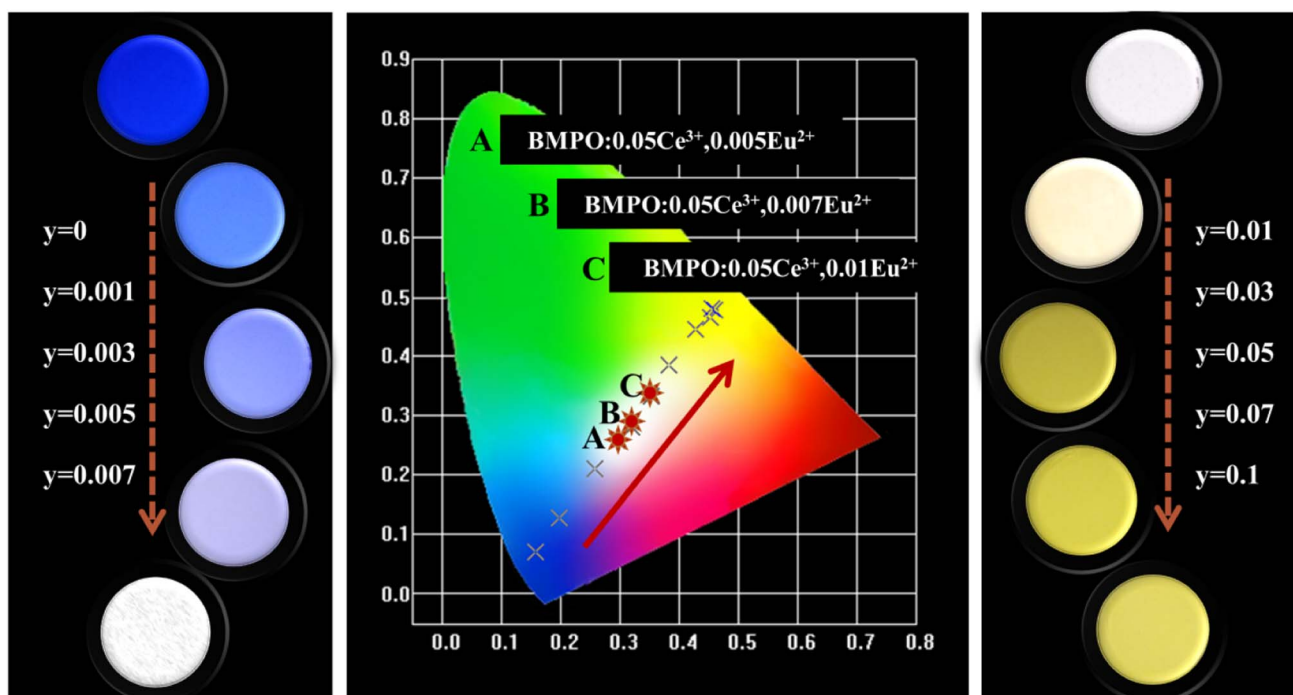 y=0
y=0.001
y=0.003
y=0.005
y=0.007
0.9
0.8
0.7
0.6
0.5
0.4
0.3
0.2
0.1
0.0
A BMPO:0.05Ce³⁺,0.005Eu²⁺
B BMPO:0.05Ce³⁺,0.007Eu²⁺
C BMPO:0.05Ce³⁺,0.01Eu²⁺
C
B
A
0.0 0.1 0.2 0.3 0.4 0.5 0.6 0.7 0.8
y=0.01
y=0.03
y=0.05
y=0.07
y=0.1